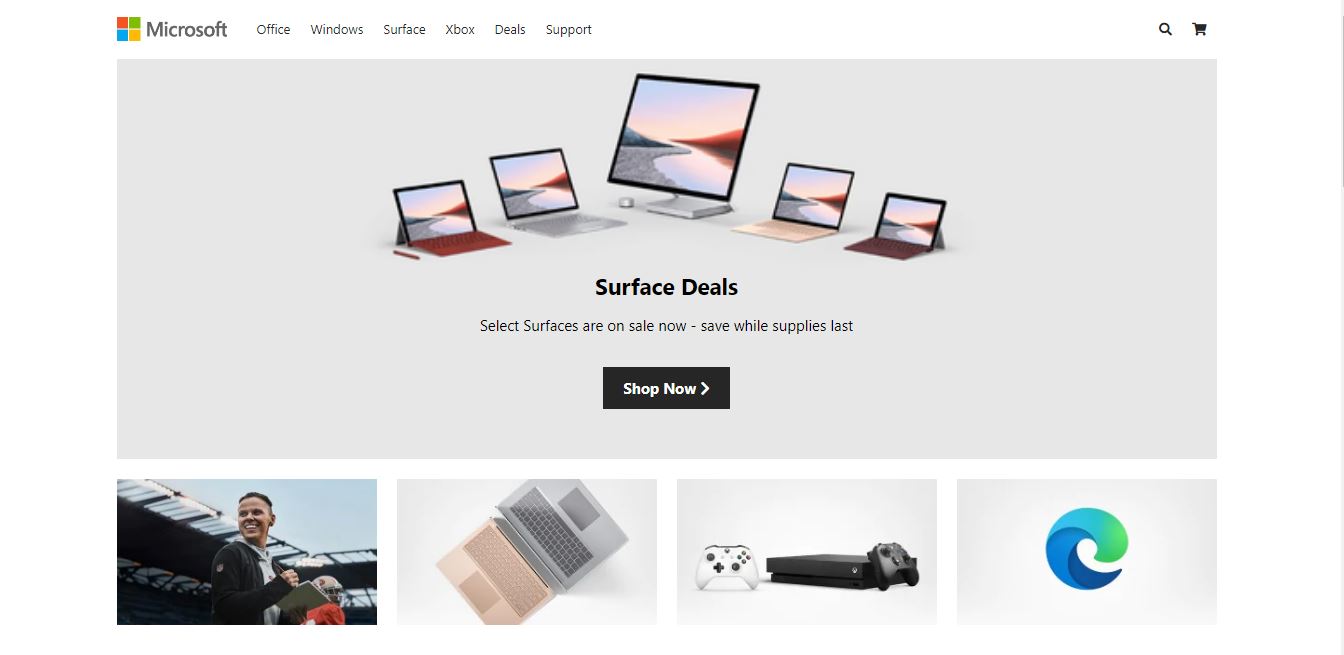 Microsoft Office Windows Surface Xbox Deals Support
Surface Deals
Select Surfaces are on sale now - save while supplies last
Shop Now